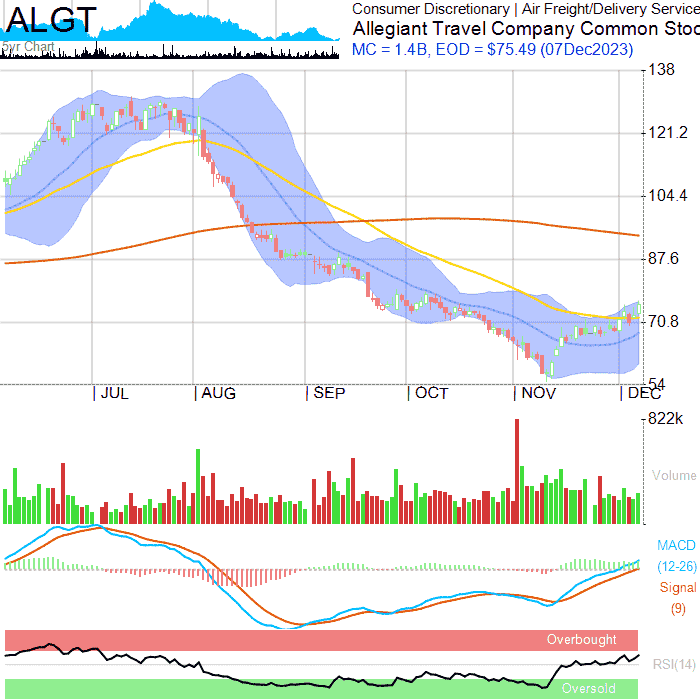 ALGT
5yr Chart
Consumer Discretionary | Air Freight/Delivery Service
Allegiant Travel Company Common Stoc
MC = 1.4B, EOD = $75.49 (07Dec2023)
138
121.2
104.4
87.6
70.8
54
JUL AUG SEP OCT NOV DEC
822k
Volume
MACD
(12-26)
Signal
(9)
Overbought
RSI(14)
Oversold